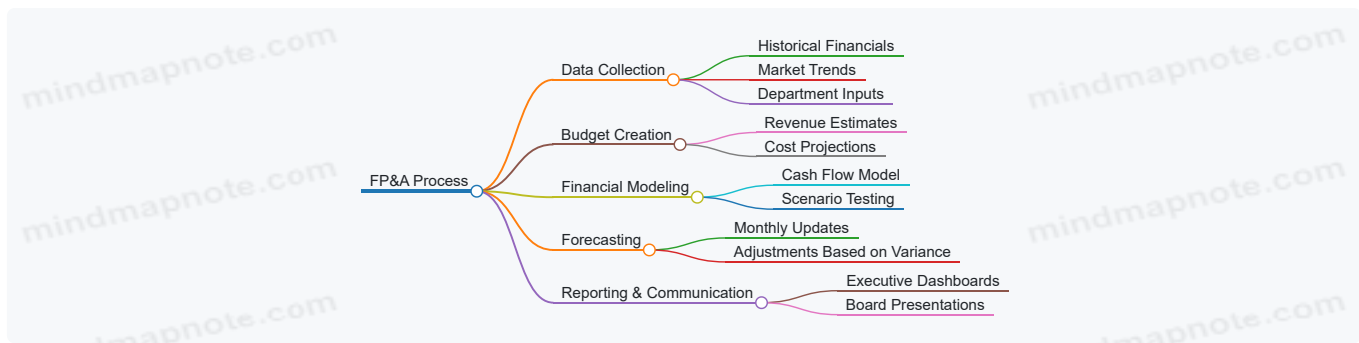 FP&A Process
Data Collection
Historical Financials
Market Trends
Department Inputs
Budget Creation
Revenue Estimates
Cost Projections
Financial Modeling
Cash Flow Model
Scenario Testing
Forecasting
Monthly Updates
Adjustments Based on Variance
Reporting & Communication
Executive Dashboards
Board Presentations
mindmapnote.com
mindmapnote.com
mindmapnote.com
mindmapnote.com
mindmapnote.com
mindmapnote.com